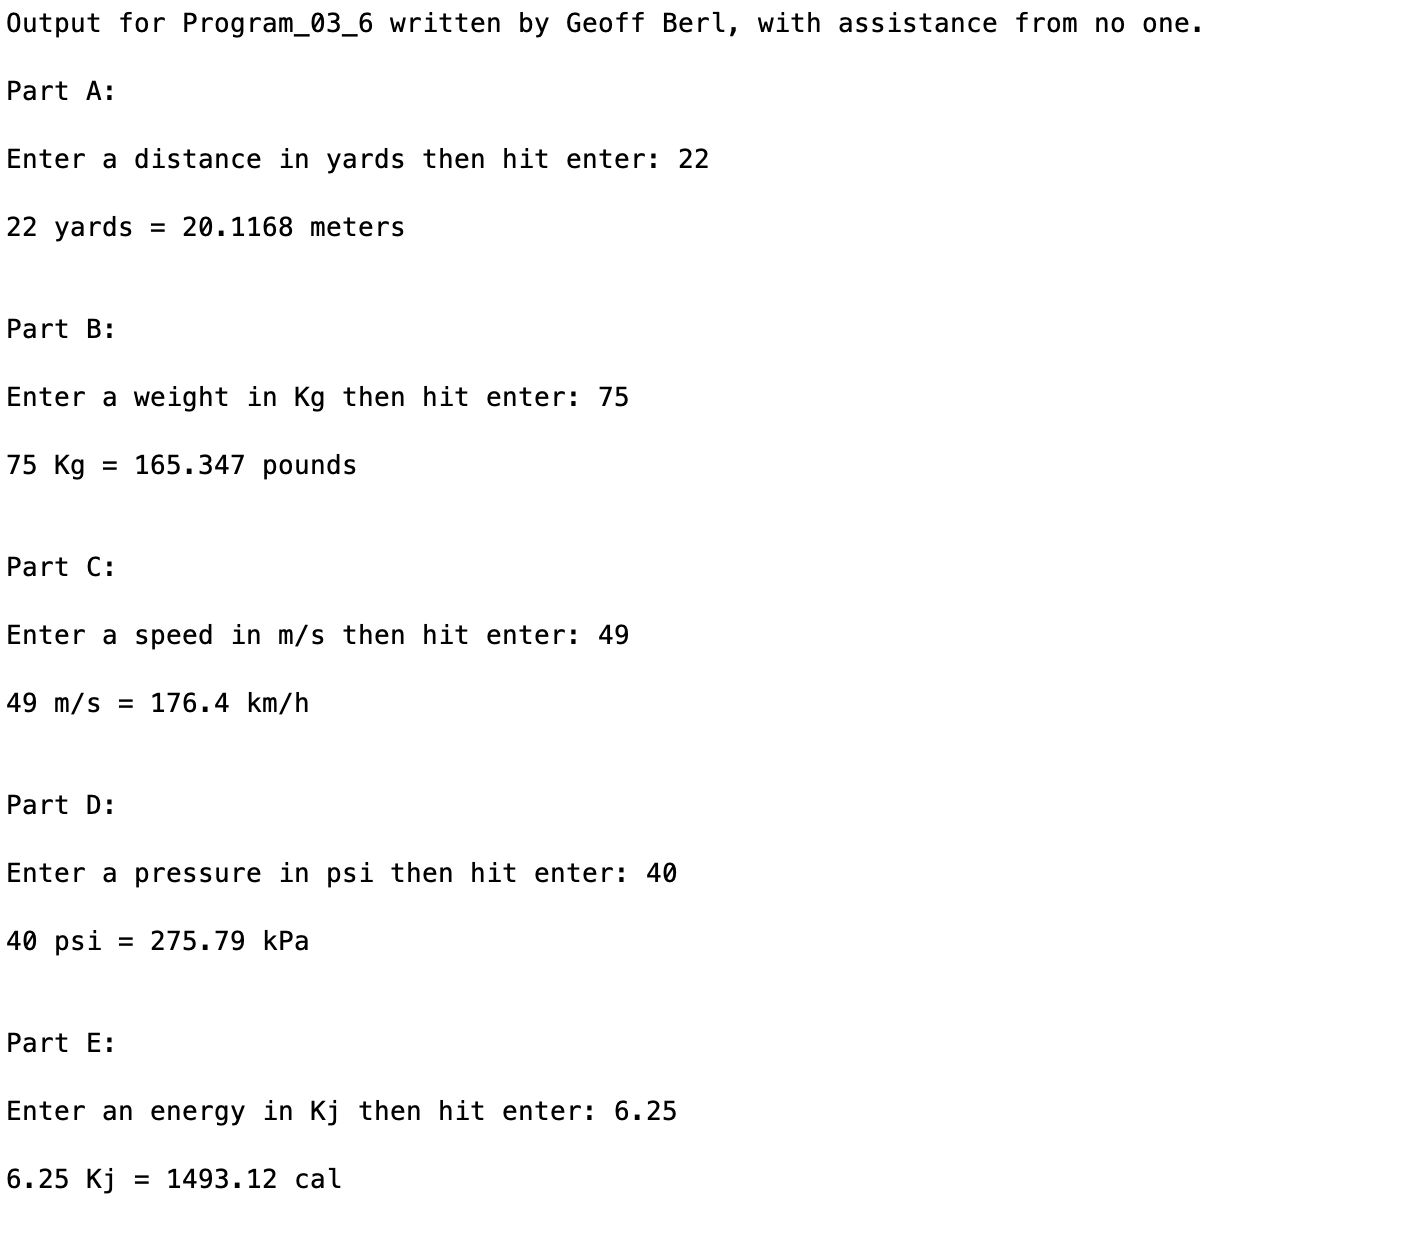 Output for Program_03_6 written by Geoff Berl, with assistance from no one.
Part A:
Enter a distance in yards then hit enter: 22
22 yards = 20.1168 meters
Part B:
Enter a weight in Kg then hit enter: 75
75 Kg = 165.347 pounds
Part C:
Enter a speed in m/s then hit enter: 49
49 m/s = 176.4 km/h
Part D:
Enter a pressure in psi then hit enter: 40
40 psi = 275.79 kPa
Part E:
Enter an energy in Kj then hit enter: 6.25
6.25 Kj = 1493.12 cal